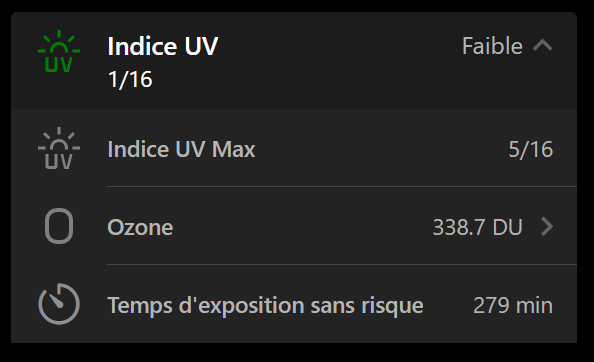 Indice UV
Faible
1/16
UV
UV
Indice UV Max
5/16
Ozone
338.7 DU
Temps d'exposition sans risque
279 min